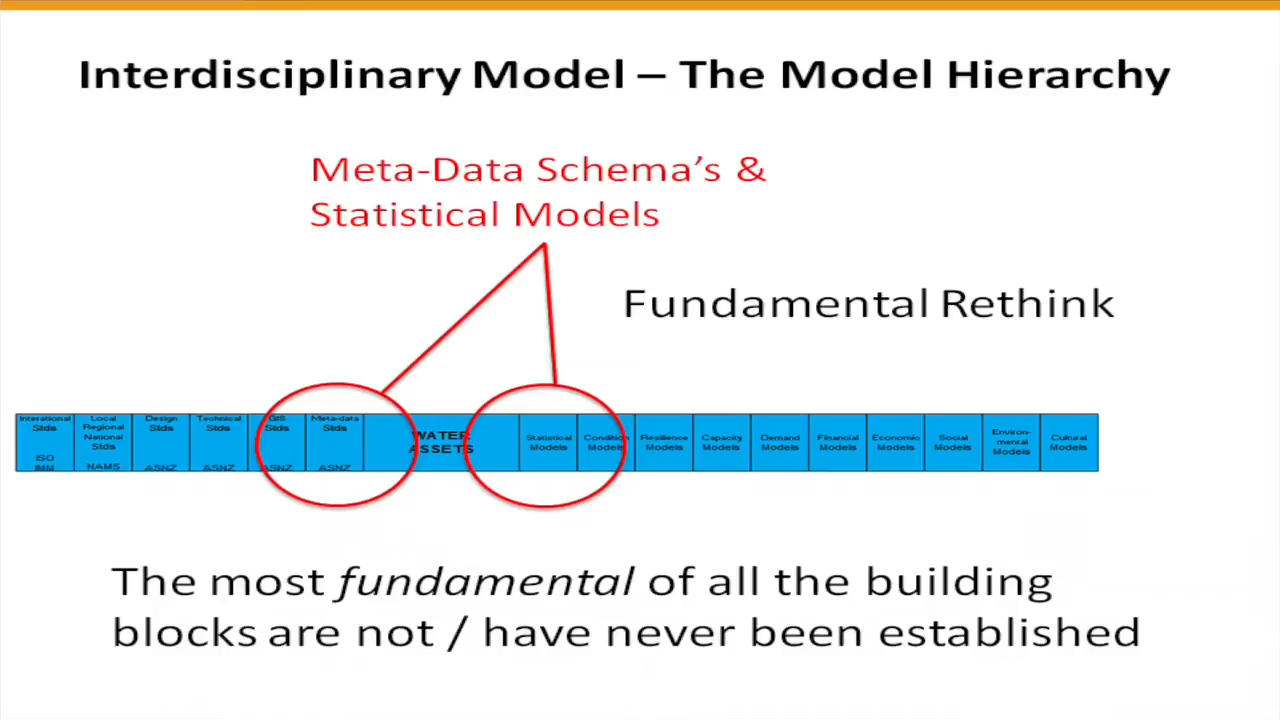 Interdisciplinary Model – The Model Hierarchy
Meta-Data Schema's &
Statistical Models
Fundamental Rethink
Interational
Stds
ISO
IMM
Local
Regional
National
Stds
NAMS
Design
Stds
ASNZ
Technical
Stds
ASNZ
GIS
Stds
ASNZ
Meta-data
Stds
ASNZ
WATER
ASSETS
Statistical
Models
Condition
Models
Resilience
Models
Capacity
Models
Demand
Models
Financial
Models
Economic
Models
Social
Models
Environ-
mental
Models
Cultural
Models
The most fundamental of all the building
blocks are not / have never been established